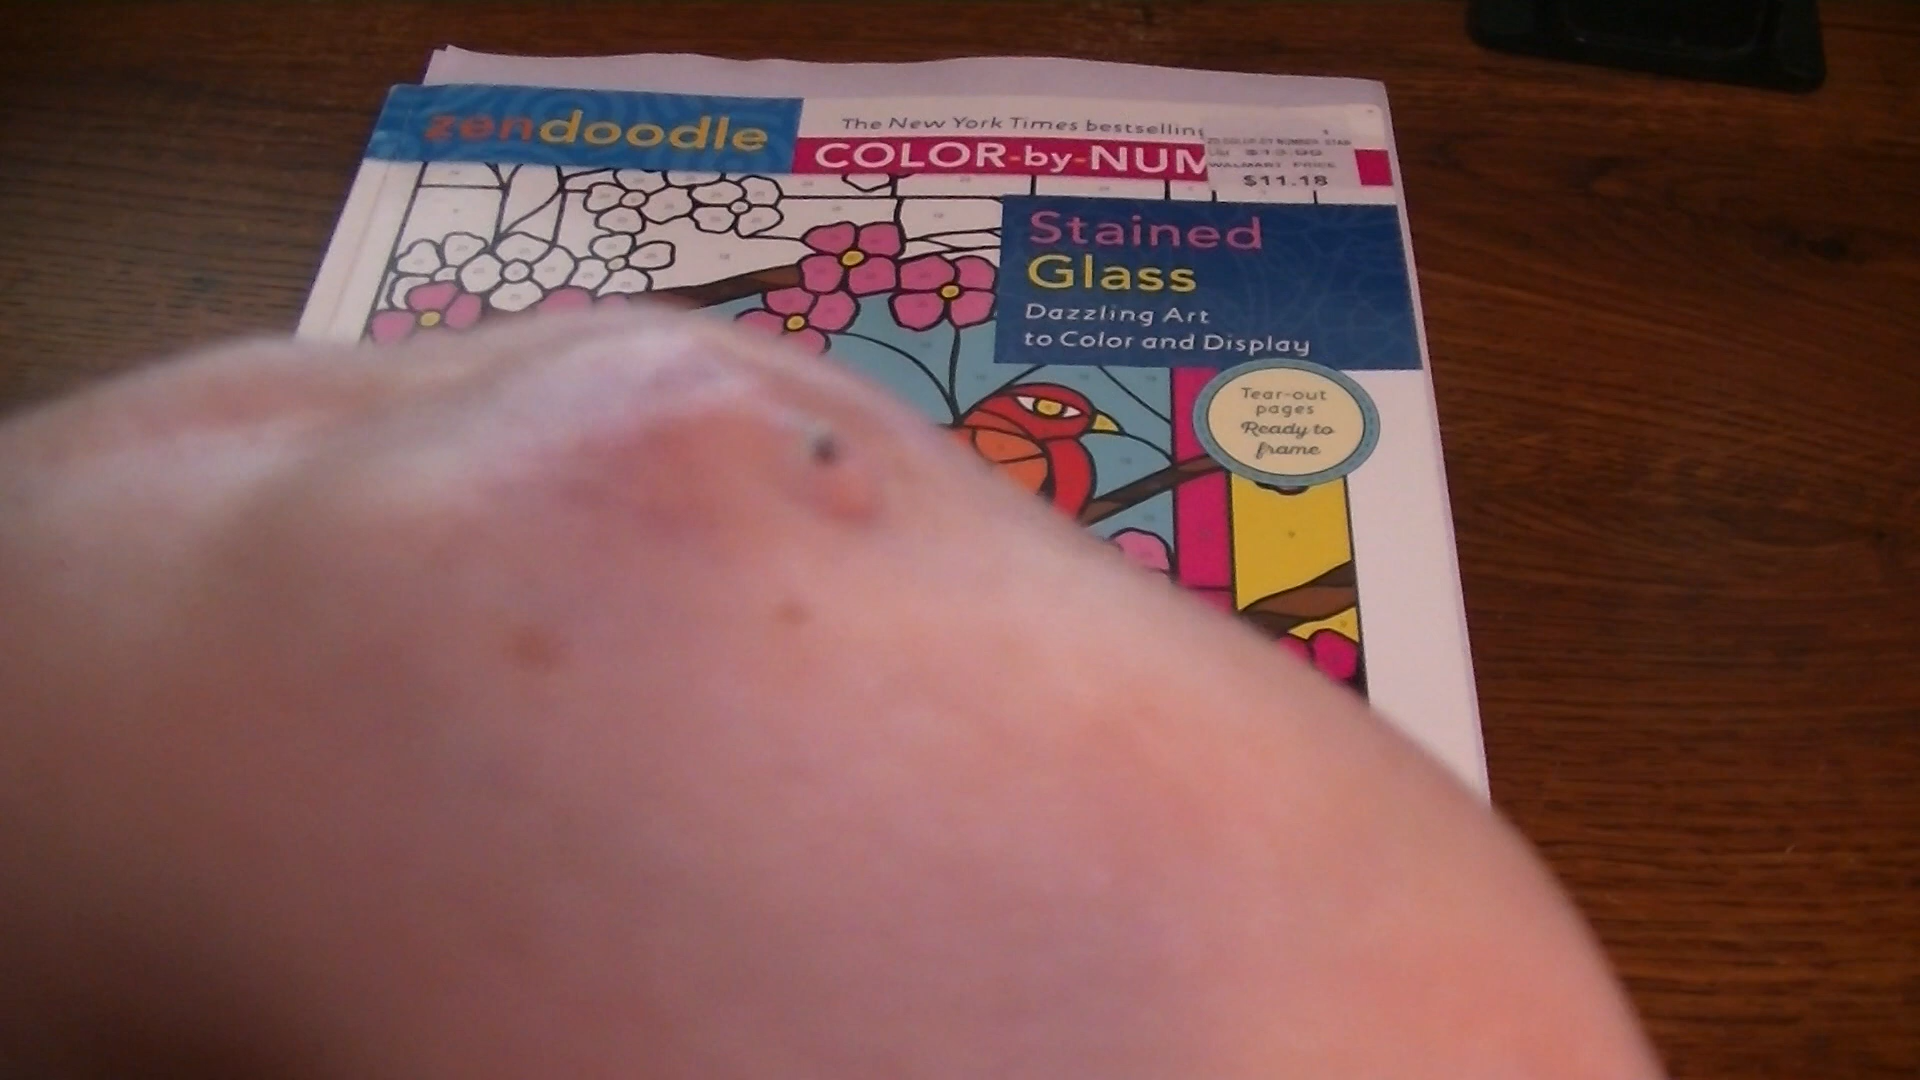 zendoodle
The New York Times bestselling
COLOR-by-NUM
WALMART PRICE
$11.18
Stained
Glass
Dazzling Art
to Color and Display
Tear-out
pages
Ready to
frame